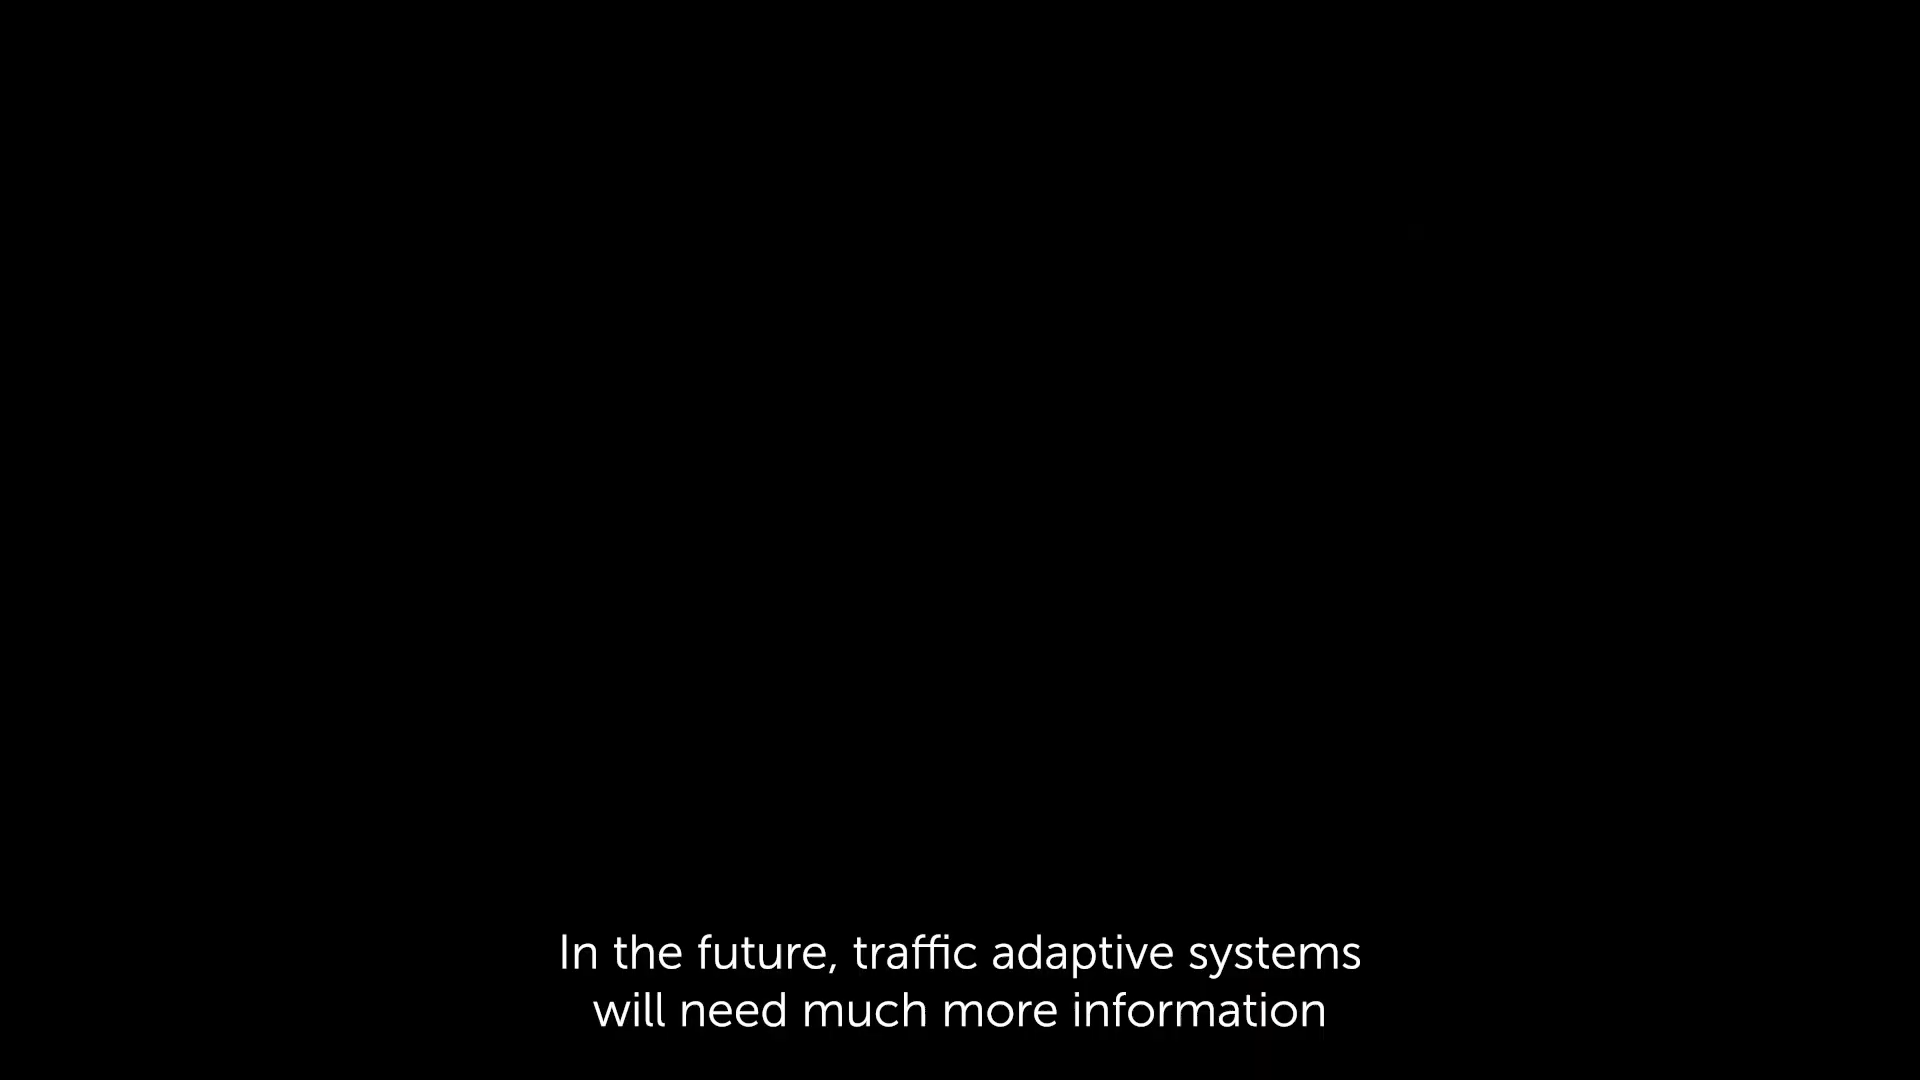 In the future, traffic adaptive systems
will need much more information